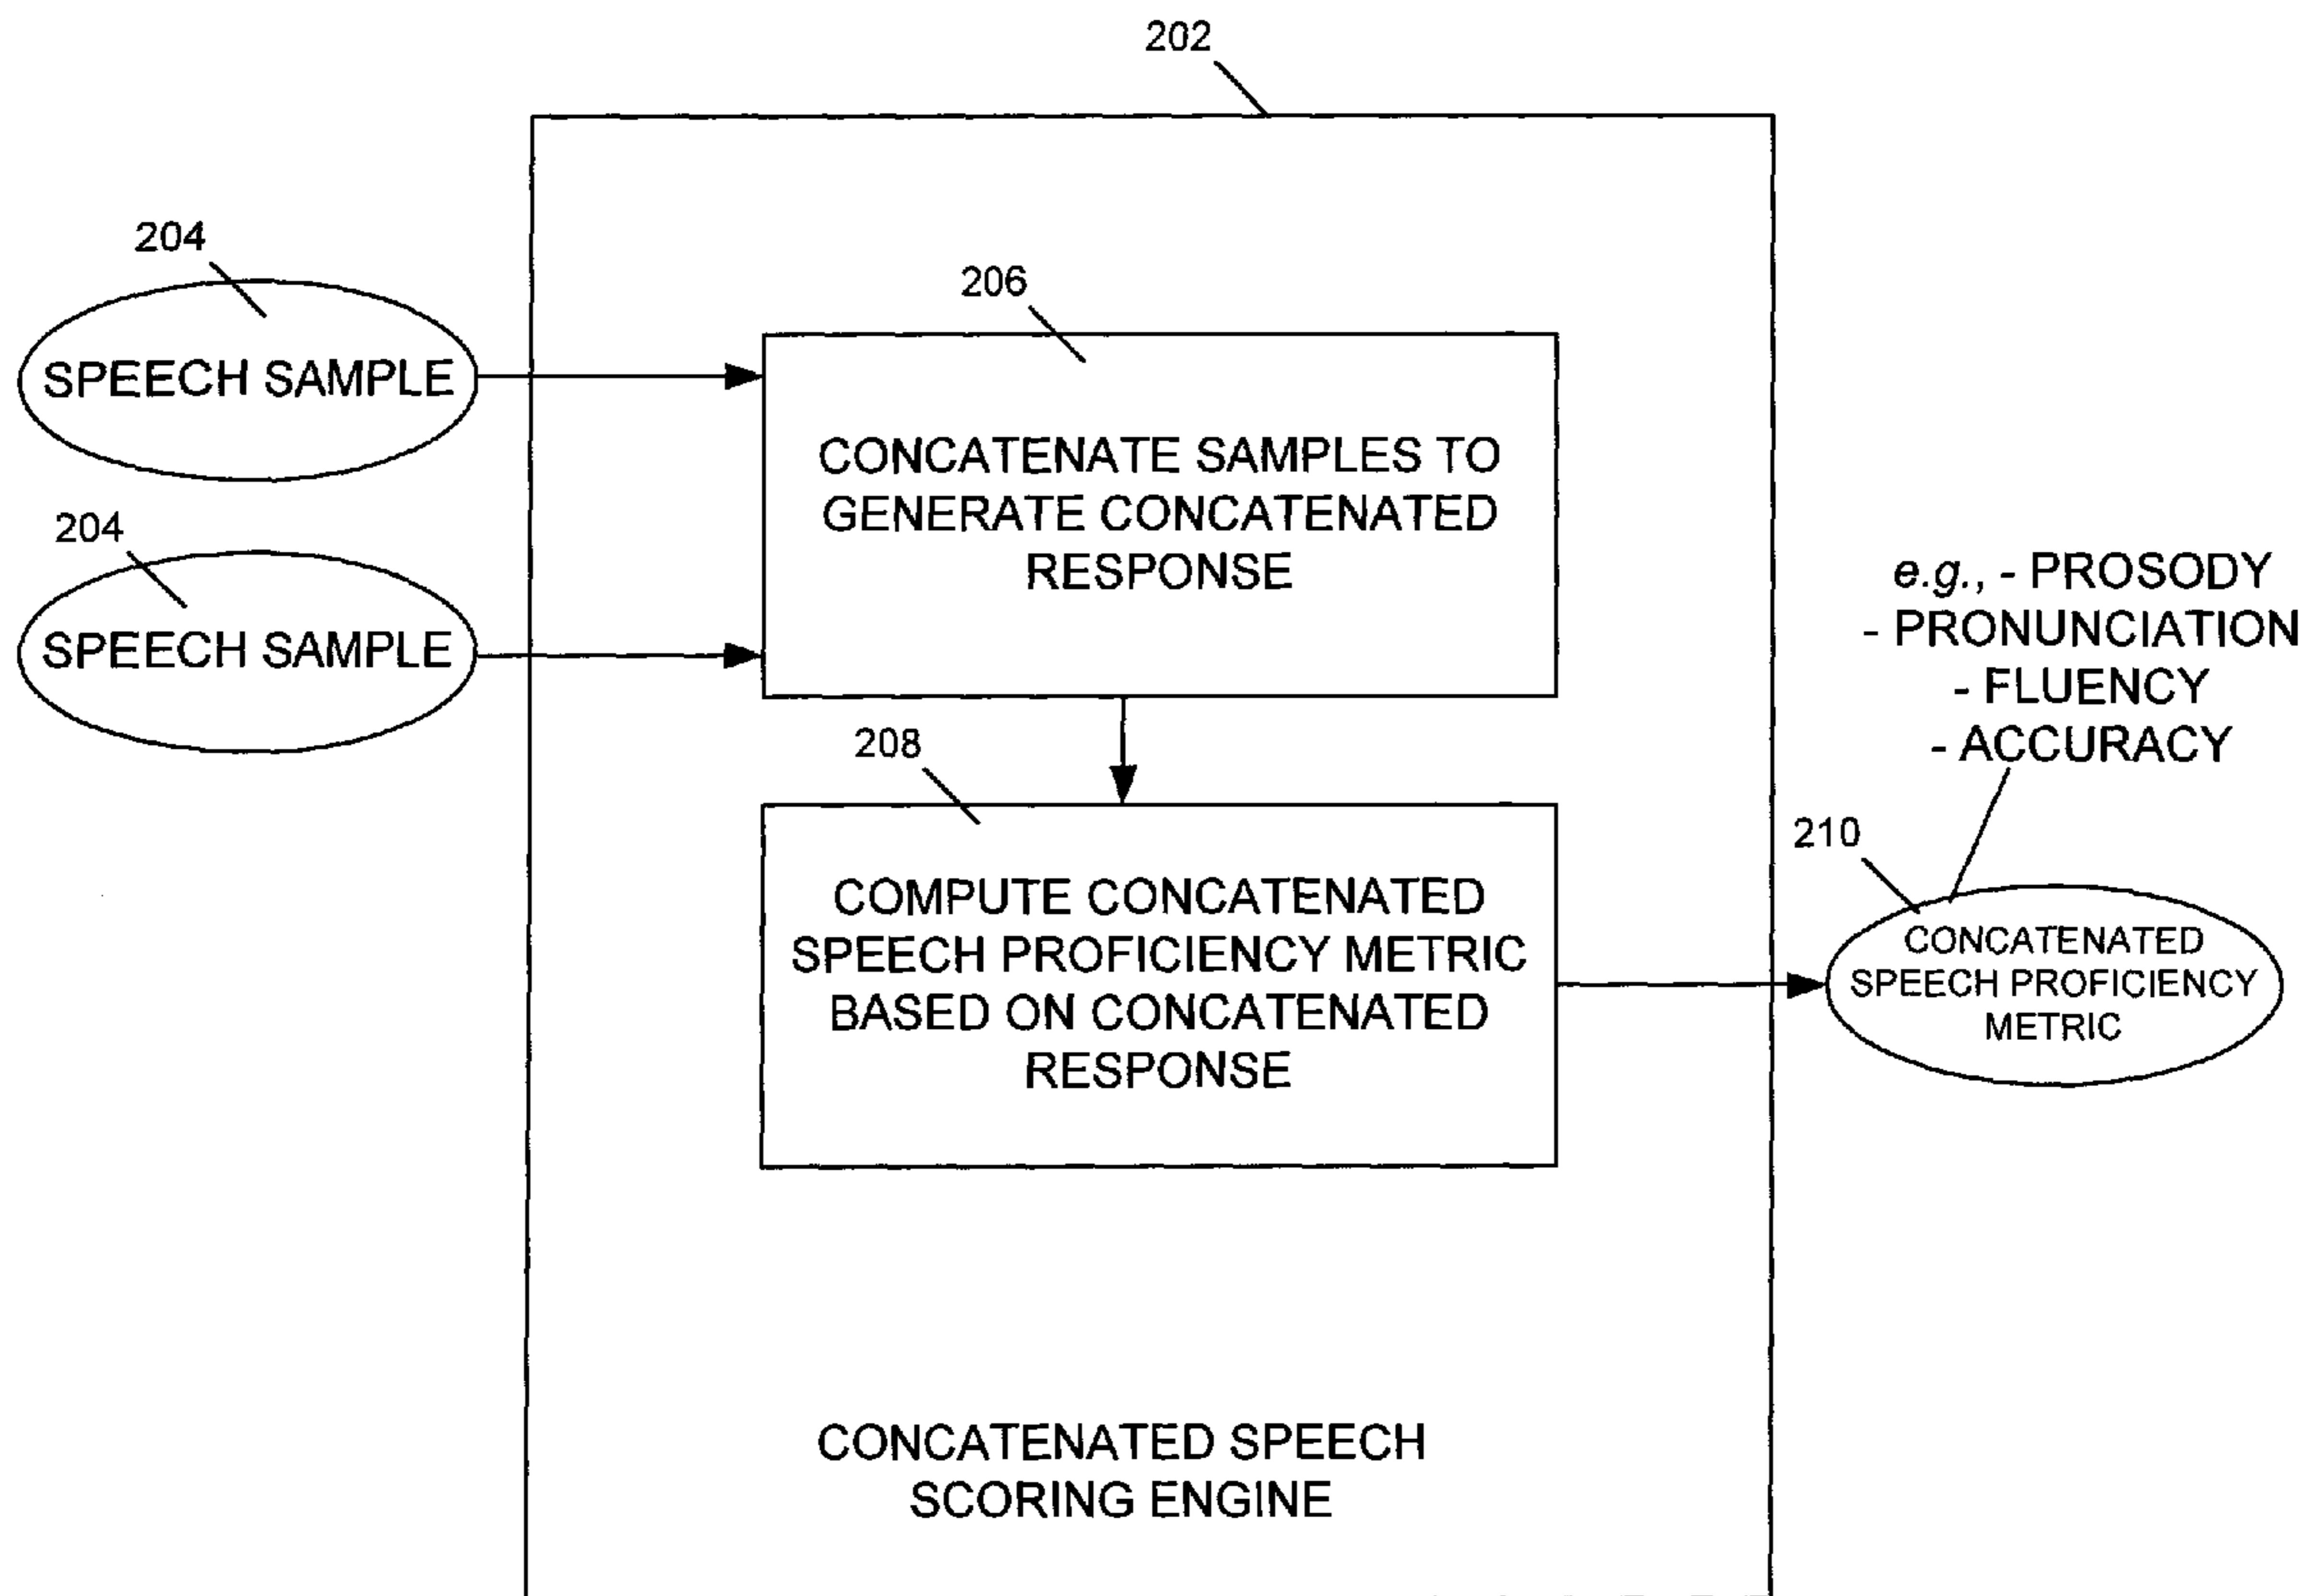 202
204
SPEECH SAMPLE
204
SPEECH SAMPLE
206
CONCATENATE SAMPLES TO
GENERATE CONCATENATED
RESPONSE
208
COMPUTE CONCATENATED
SPEECH PROFICIENCY METRIC
BASED ON CONCATENATED
RESPONSE
e.g., - PROSODY
- PRONUNCIATION
- FLUENCY
- ACCURACY
210
CONCATENATED
SPEECH PROFICIENCY
METRIC
CONCATENATED SPEECH
SCORING ENGINE